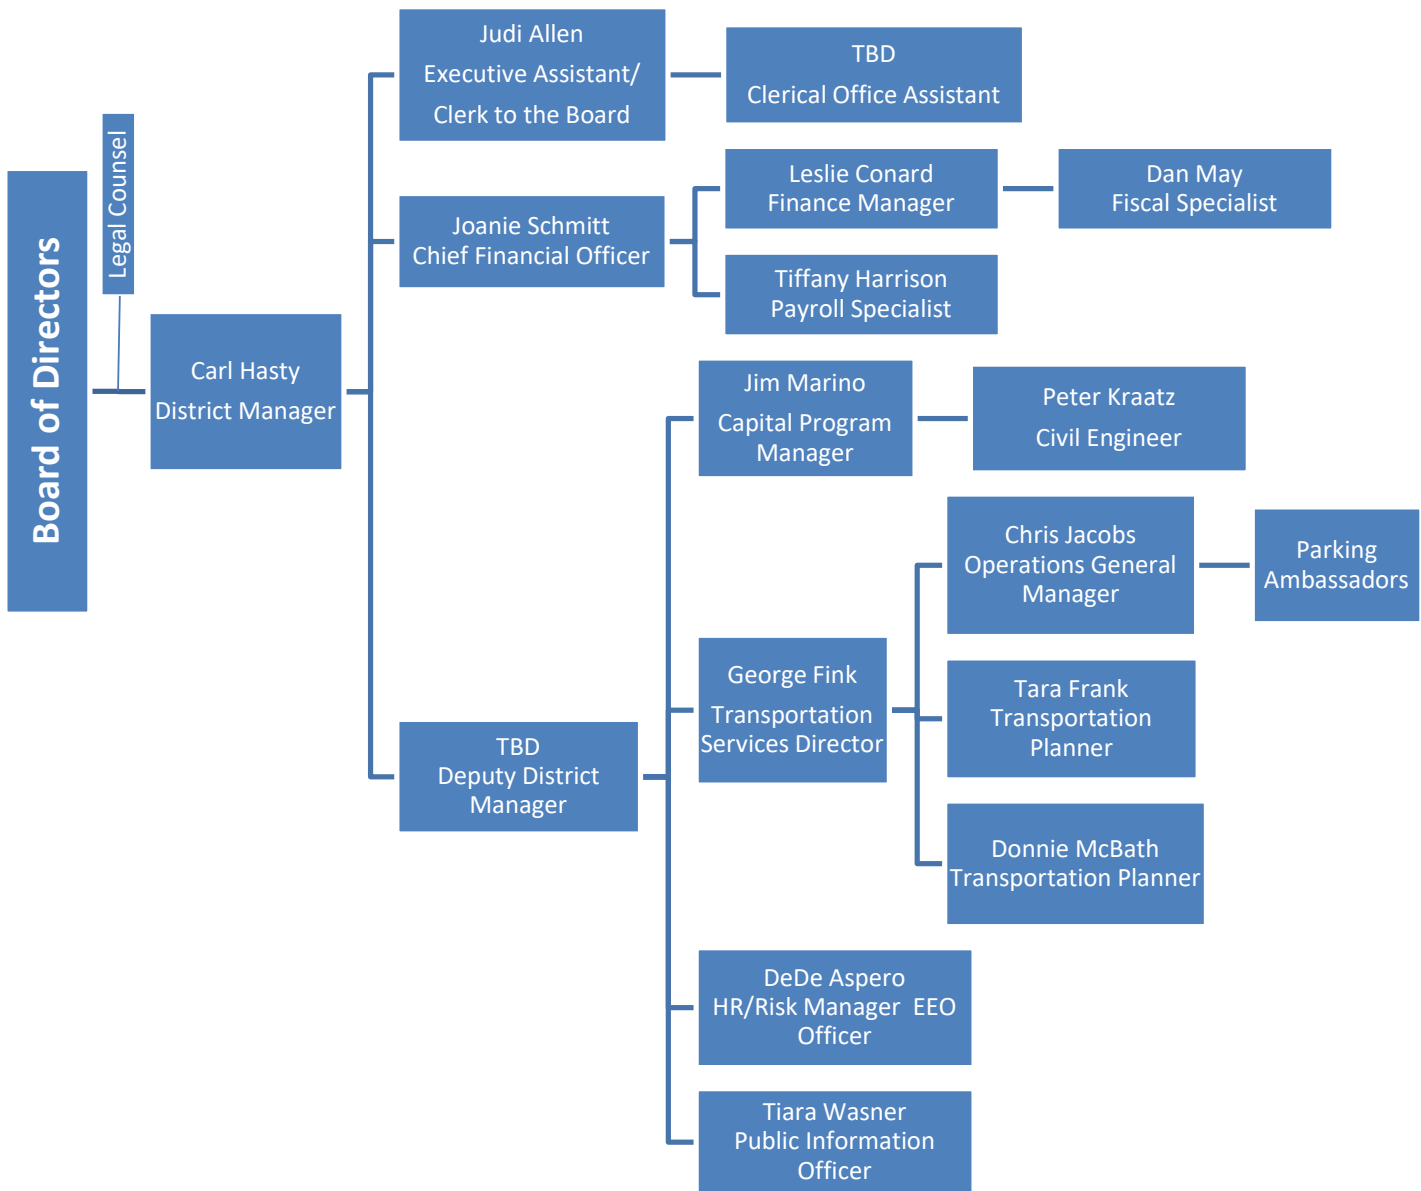 Board of Directors
Legal Counsel
Carl Hasty
District Manager
Judi Allen
Executive Assistant/
Clerk to the Board
TBD
Clerical Office Assistant
Joanie Schmitt
Chief Financial Officer
Leslie Conard
Finance Manager
Dan May
Fiscal Specialist
Tiffany Harrison
Payroll Specialist
TBD
Deputy District
Manager
Jim Marino
Capital Program
Manager
Peter Kraatz
Civil Engineer
George Fink
Transportation
Services Director
Chris Jacobs
Operations General
Manager
Parking
Ambassadors
Tara Frank
Transportation
Planner
Donnie McBath
Transportation Planner
DeDe Aspero
HR/Risk Manager  EEO
Officer
Tiara Wasner
Public Information
Officer